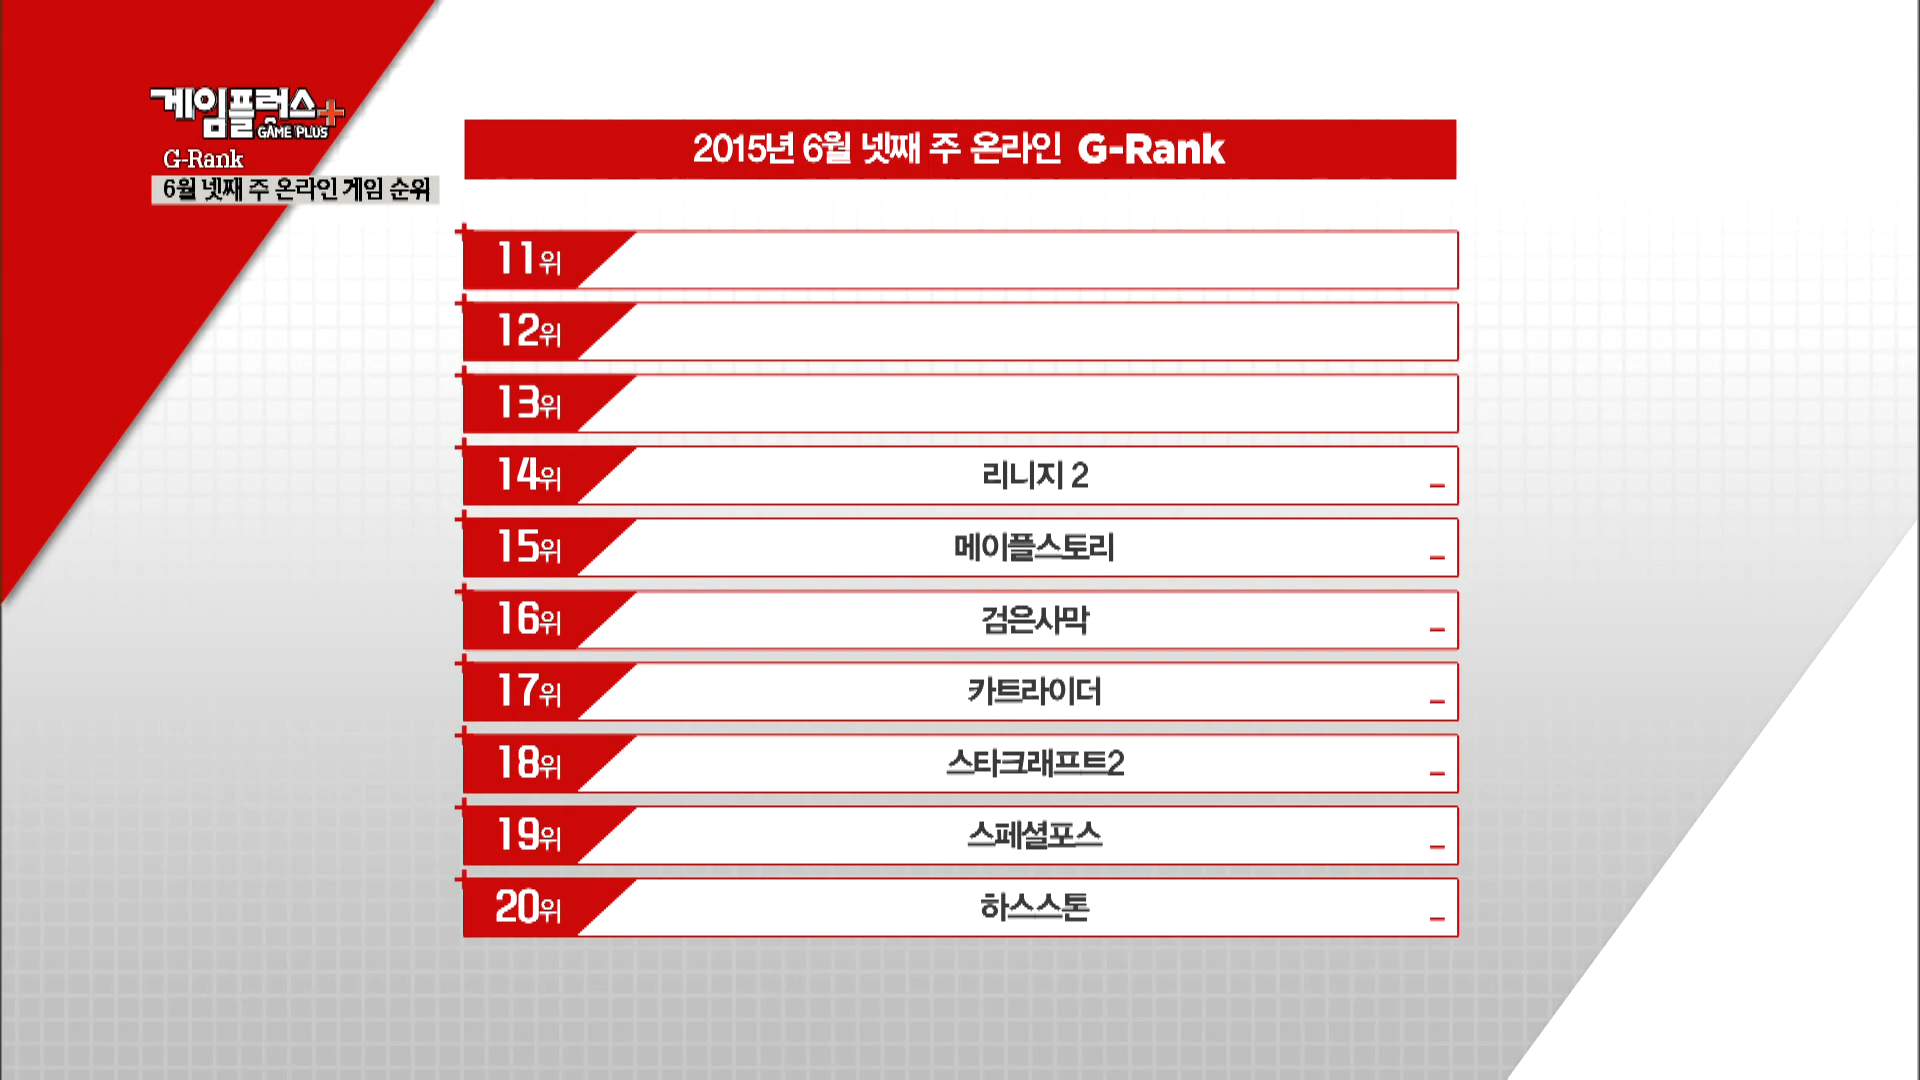 게임플러스+
GAME PLUS
G-Rank
6월 넷째 주 온라인 게임 순위
2015년 6월 넷째 주 온라인 G-Rank
11위
12위
13위
14위 리니지 2 –
15위 메이플스토리 –
16위 검은사막 –
17위 카트라이더 –
18위 스타크래프트2 –
19위 스페셜포스 –
20위 하스스톤 –